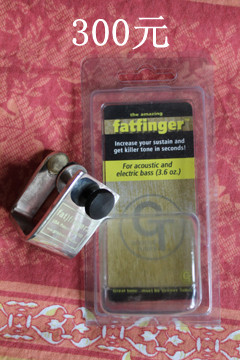 300元
the amazing
fatfinger
Increase your sustain and
get killer tone in seconds!
For acoustic and
electric bass (3.6 oz.)
fatfi